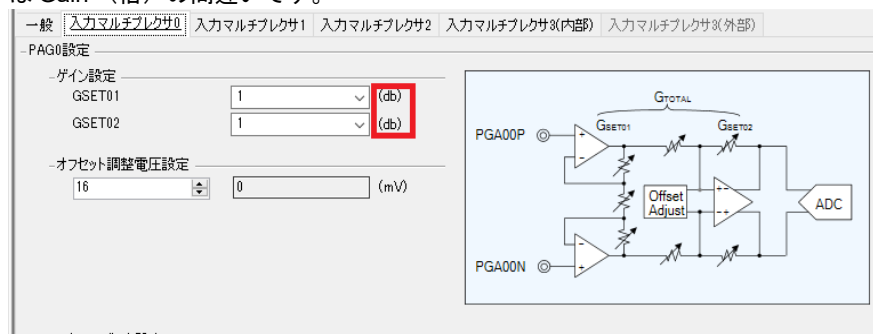 は Gain （倍）の間違いです。
一般 入力マルチプレクサ0 入力マルチプレクサ1 入力マルチプレクサ2 入力マルチプレクサ3(内部) 入力マルチプレクサ3(外部)
PAG0設定
ゲイン設定
GSET01 1 (db)
GSET02 1 (db)
オフセット調整電圧設定
16 0 (mV)
GTOTAL
GSET01 GSET02
PGA00P
Offset
Adjust
ADC
PGA00N